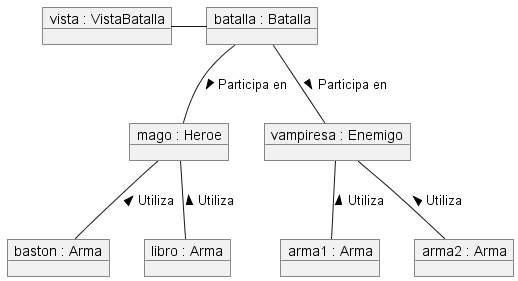 vista : VistaBatalla
batalla : Batalla
Participa en
Participa en
mago : Heroe
vampiresa : Enemigo
Utiliza
Utiliza
Utiliza
Utiliza
baston : Arma
libro : Arma
arma1 : Arma
arma2 : Arma